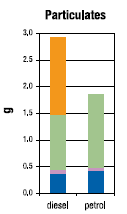 Particulates
g
3,0
2,5
2,0
1,5
1,0
0,5
0,0
diesel petrol